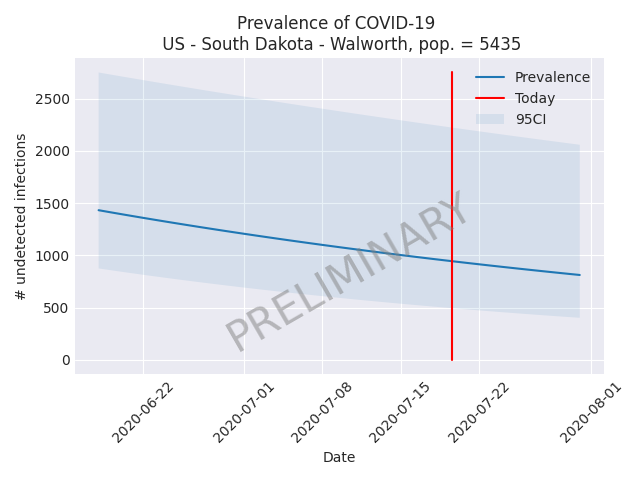 Prevalence of COVID-19
US - South Dakota - Walworth, pop. = 5435
Prevalence
Today
95CI
2500
2000
1500
1000
500
0
# undetected infections
PRELIMINARY
2020-06-22
2020-07-01
2020-07-08
2020-07-15
2020-07-22
2020-08-01
Date